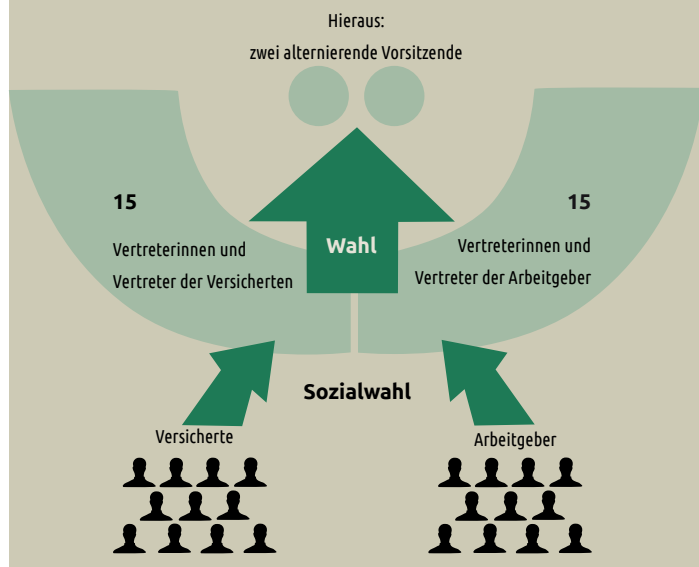 Hieraus:
zwei alternierende Vorsitzende
15
Vertreterinnen und
Vertreter der Versicherten
Wahl
15
Vertreterinnen und
Vertreter der Arbeitgeber
Sozialwahl
Versicherte
Arbeitgeber